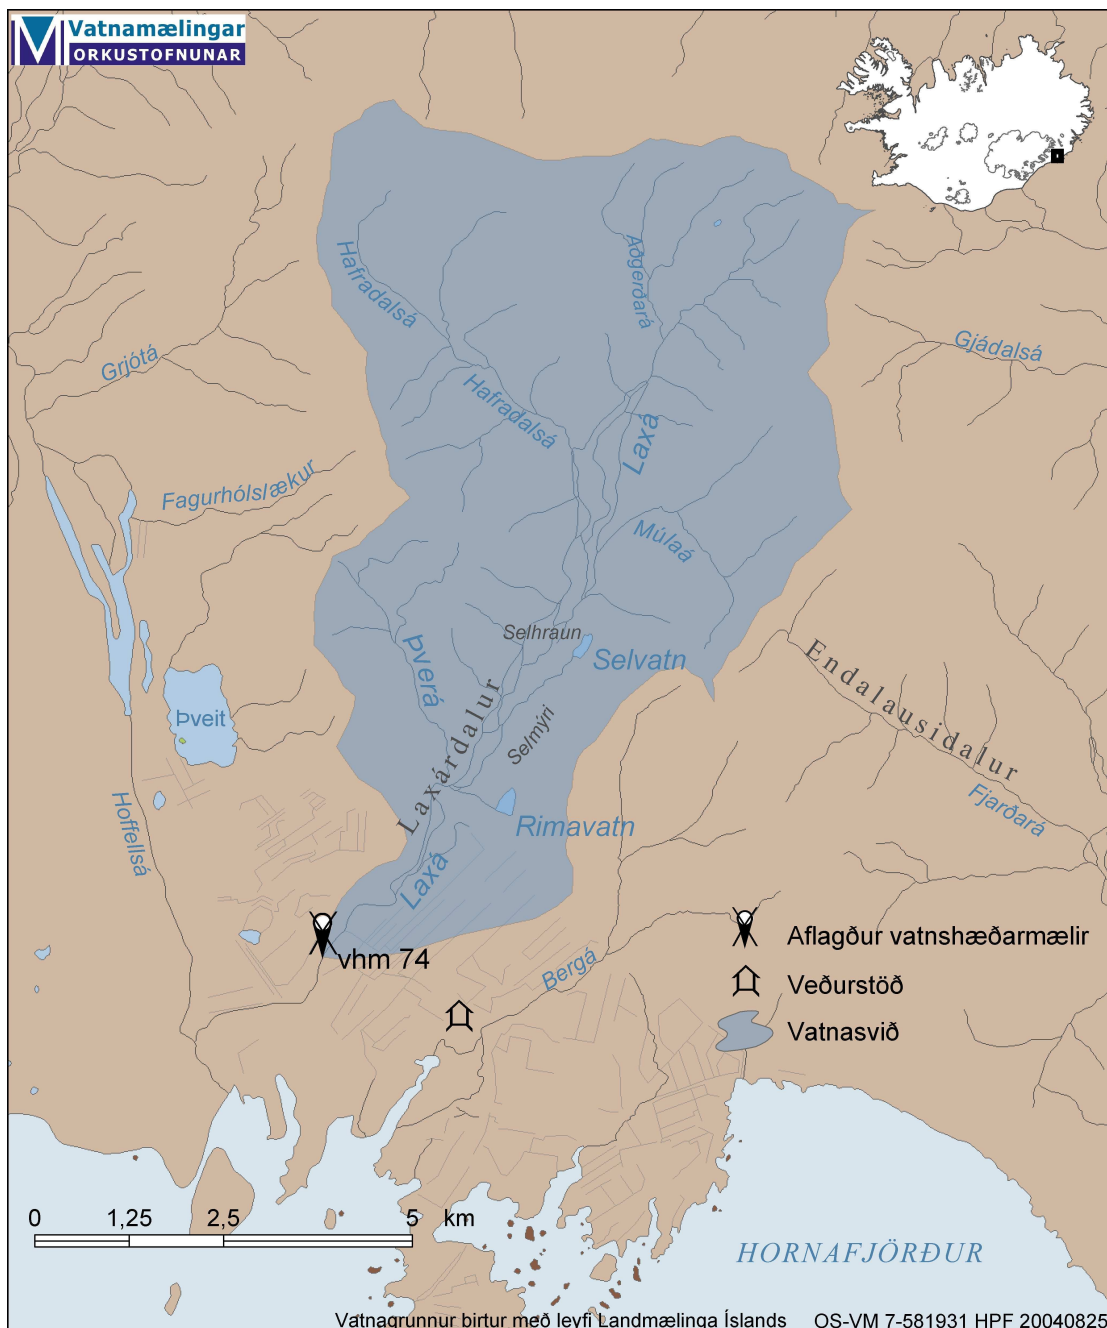 Vatnamælingar
ORKUSTOFNUNAR
Hafradalsá
Aðgerðará
Grjótá
Gjádalsá
Hafradalsá
Laxá
Fagurhólslækur
Múlaá
Selhraun
Selvatn
Þverá
Endalausidalur
Þveit
Laxárdalur
Selmýri
Hoffellsá
Rimavatn
Fjarðará
Laxá
vhm 74
Bergá
Aflagður vatnshæðarmælir
Veðurstöð
Vatnasvið
0 1,25 2,5 5 km
HORNAFJÖRÐUR
Vatnagrunnur birtur með leyfi Landmælinga Íslands OS-VM 7-581931 HPF 20040825